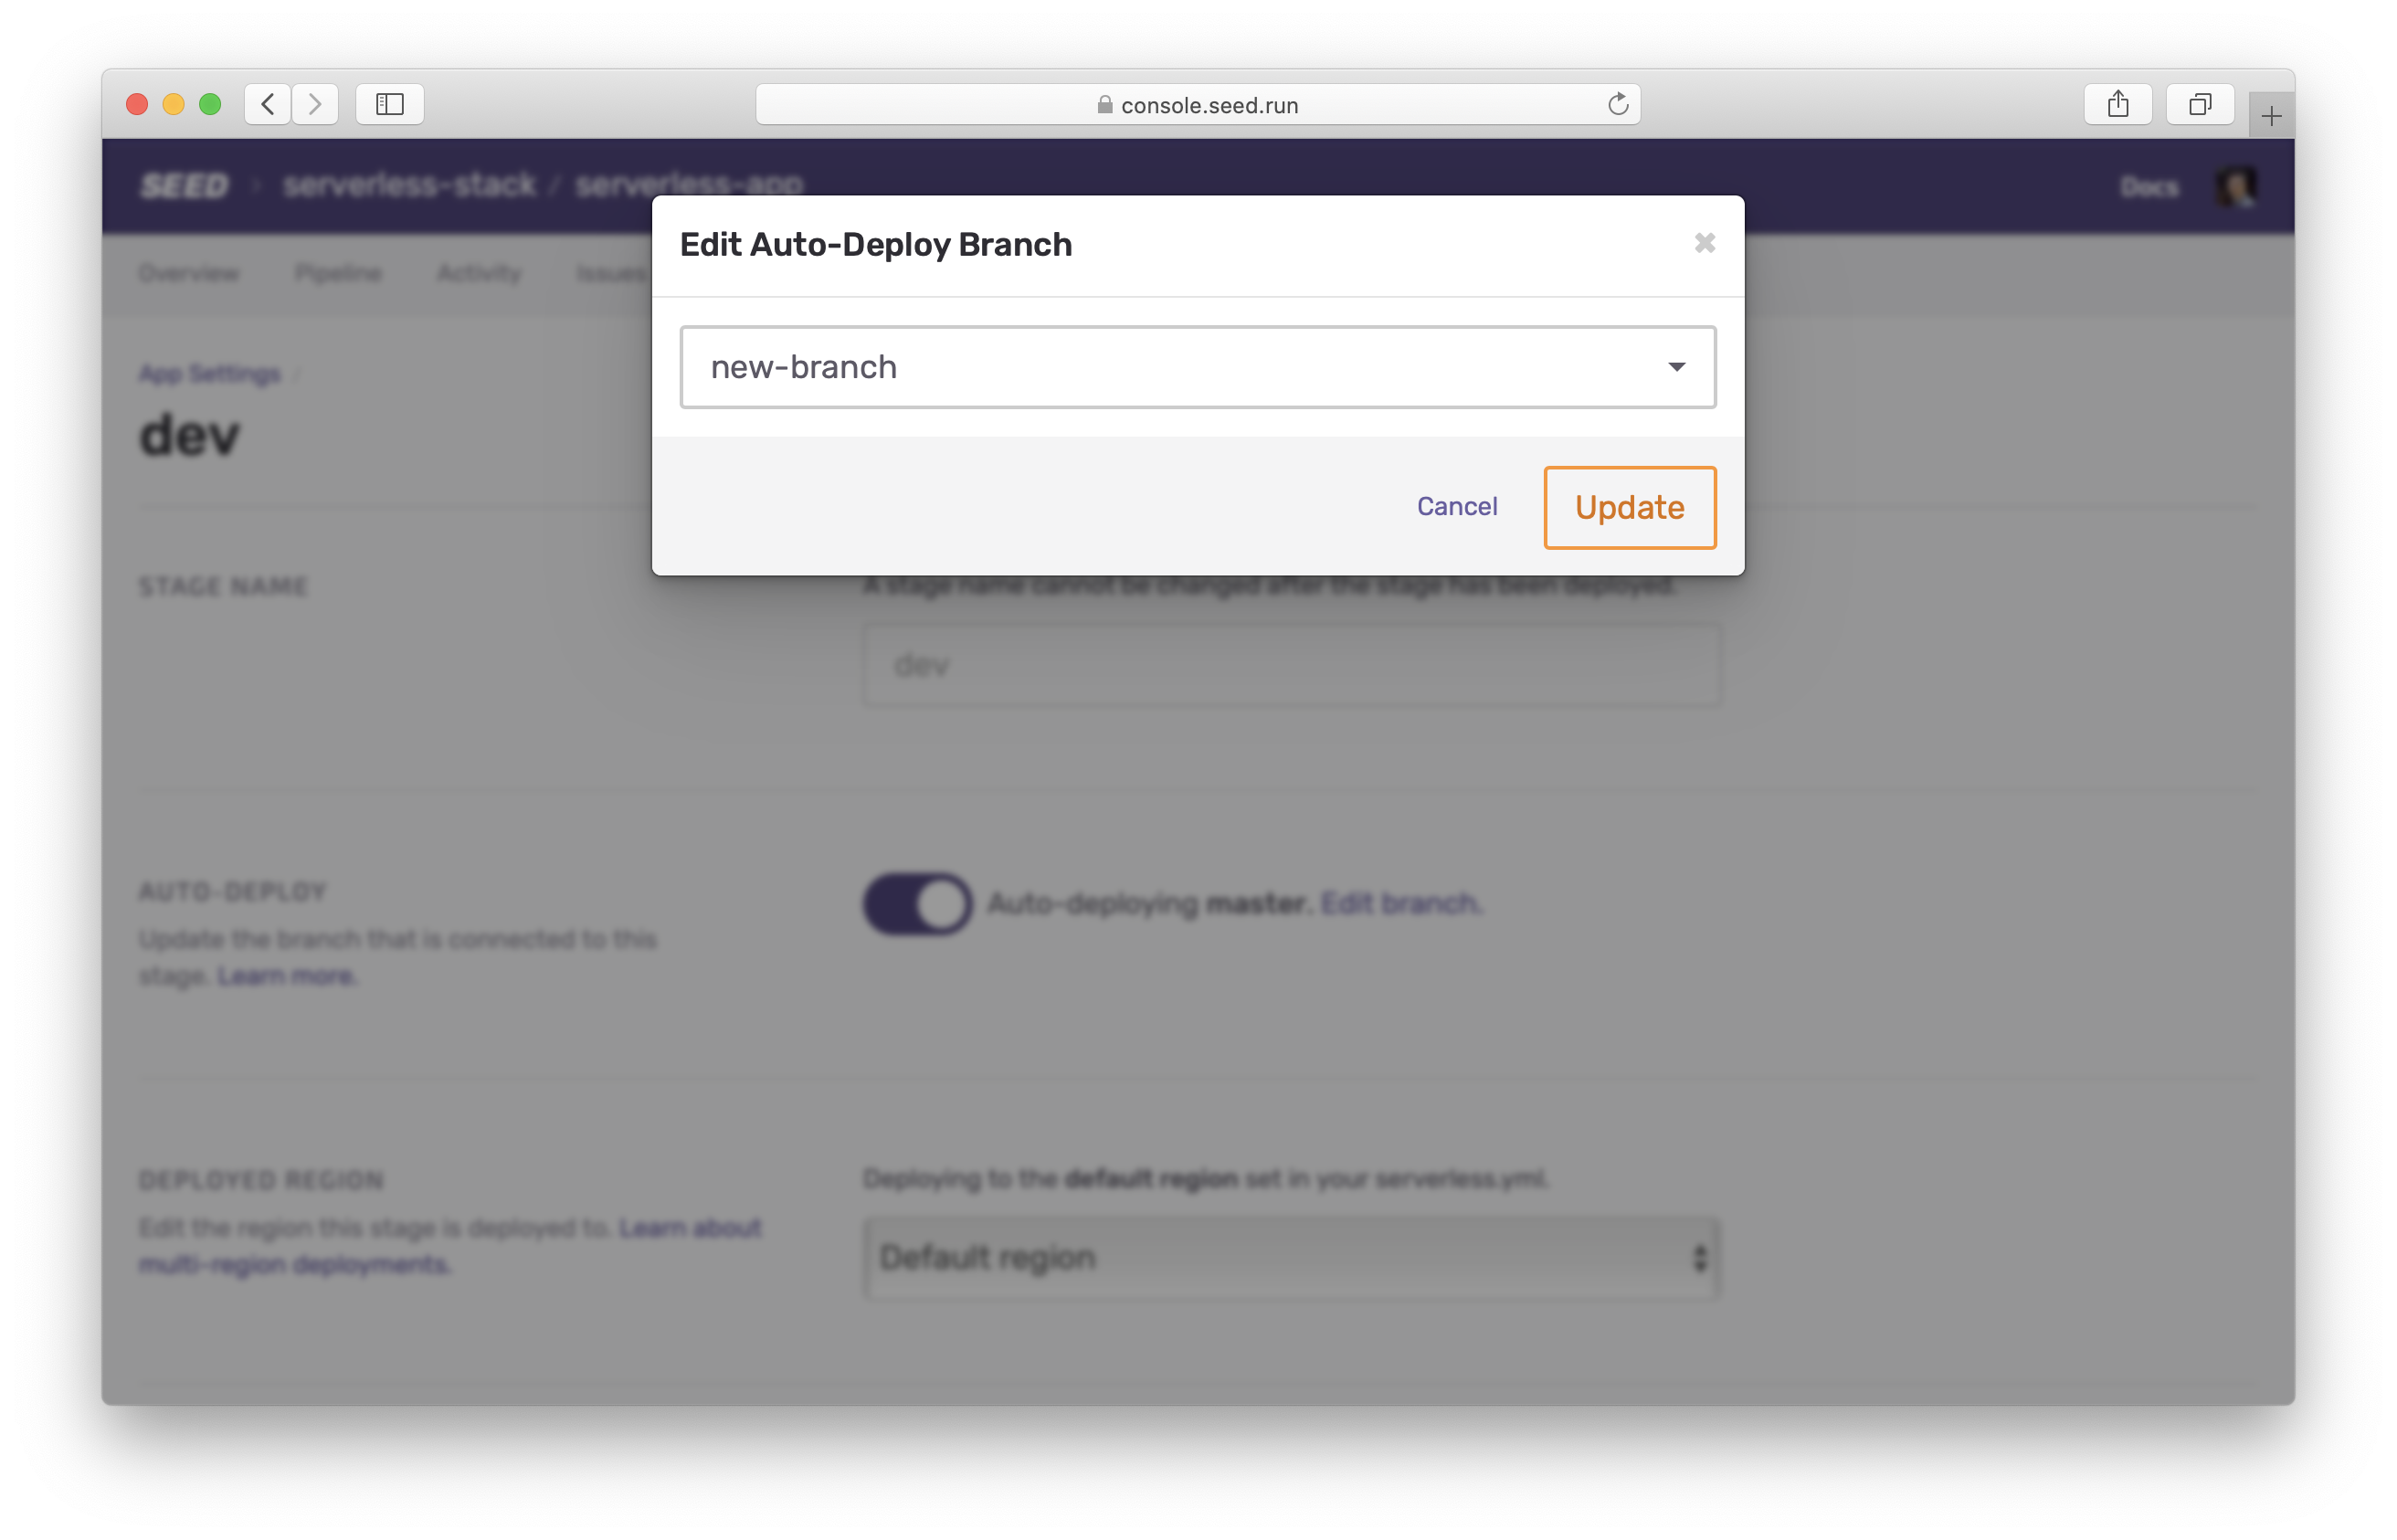 console.seed.run
SEED › serverless-stack / serverless-app
Docs
Edit Auto-Deploy Branch
Overview Pipeline Activity Issues
new-branch
App Settings /
dev
Cancel Update
STAGE NAME
A stage name cannot be changed after the stage has been deployed.
dev
AUTO-DEPLOY
Auto-deploying master. Edit branch.
Update the branch that is connected to this
stage. Learn more.
DEPLOYED REGION
Deploying to the default region set in your serverless.yml.
Edit the region this stage is deployed to. Learn about
multi-region deployments.
Default region